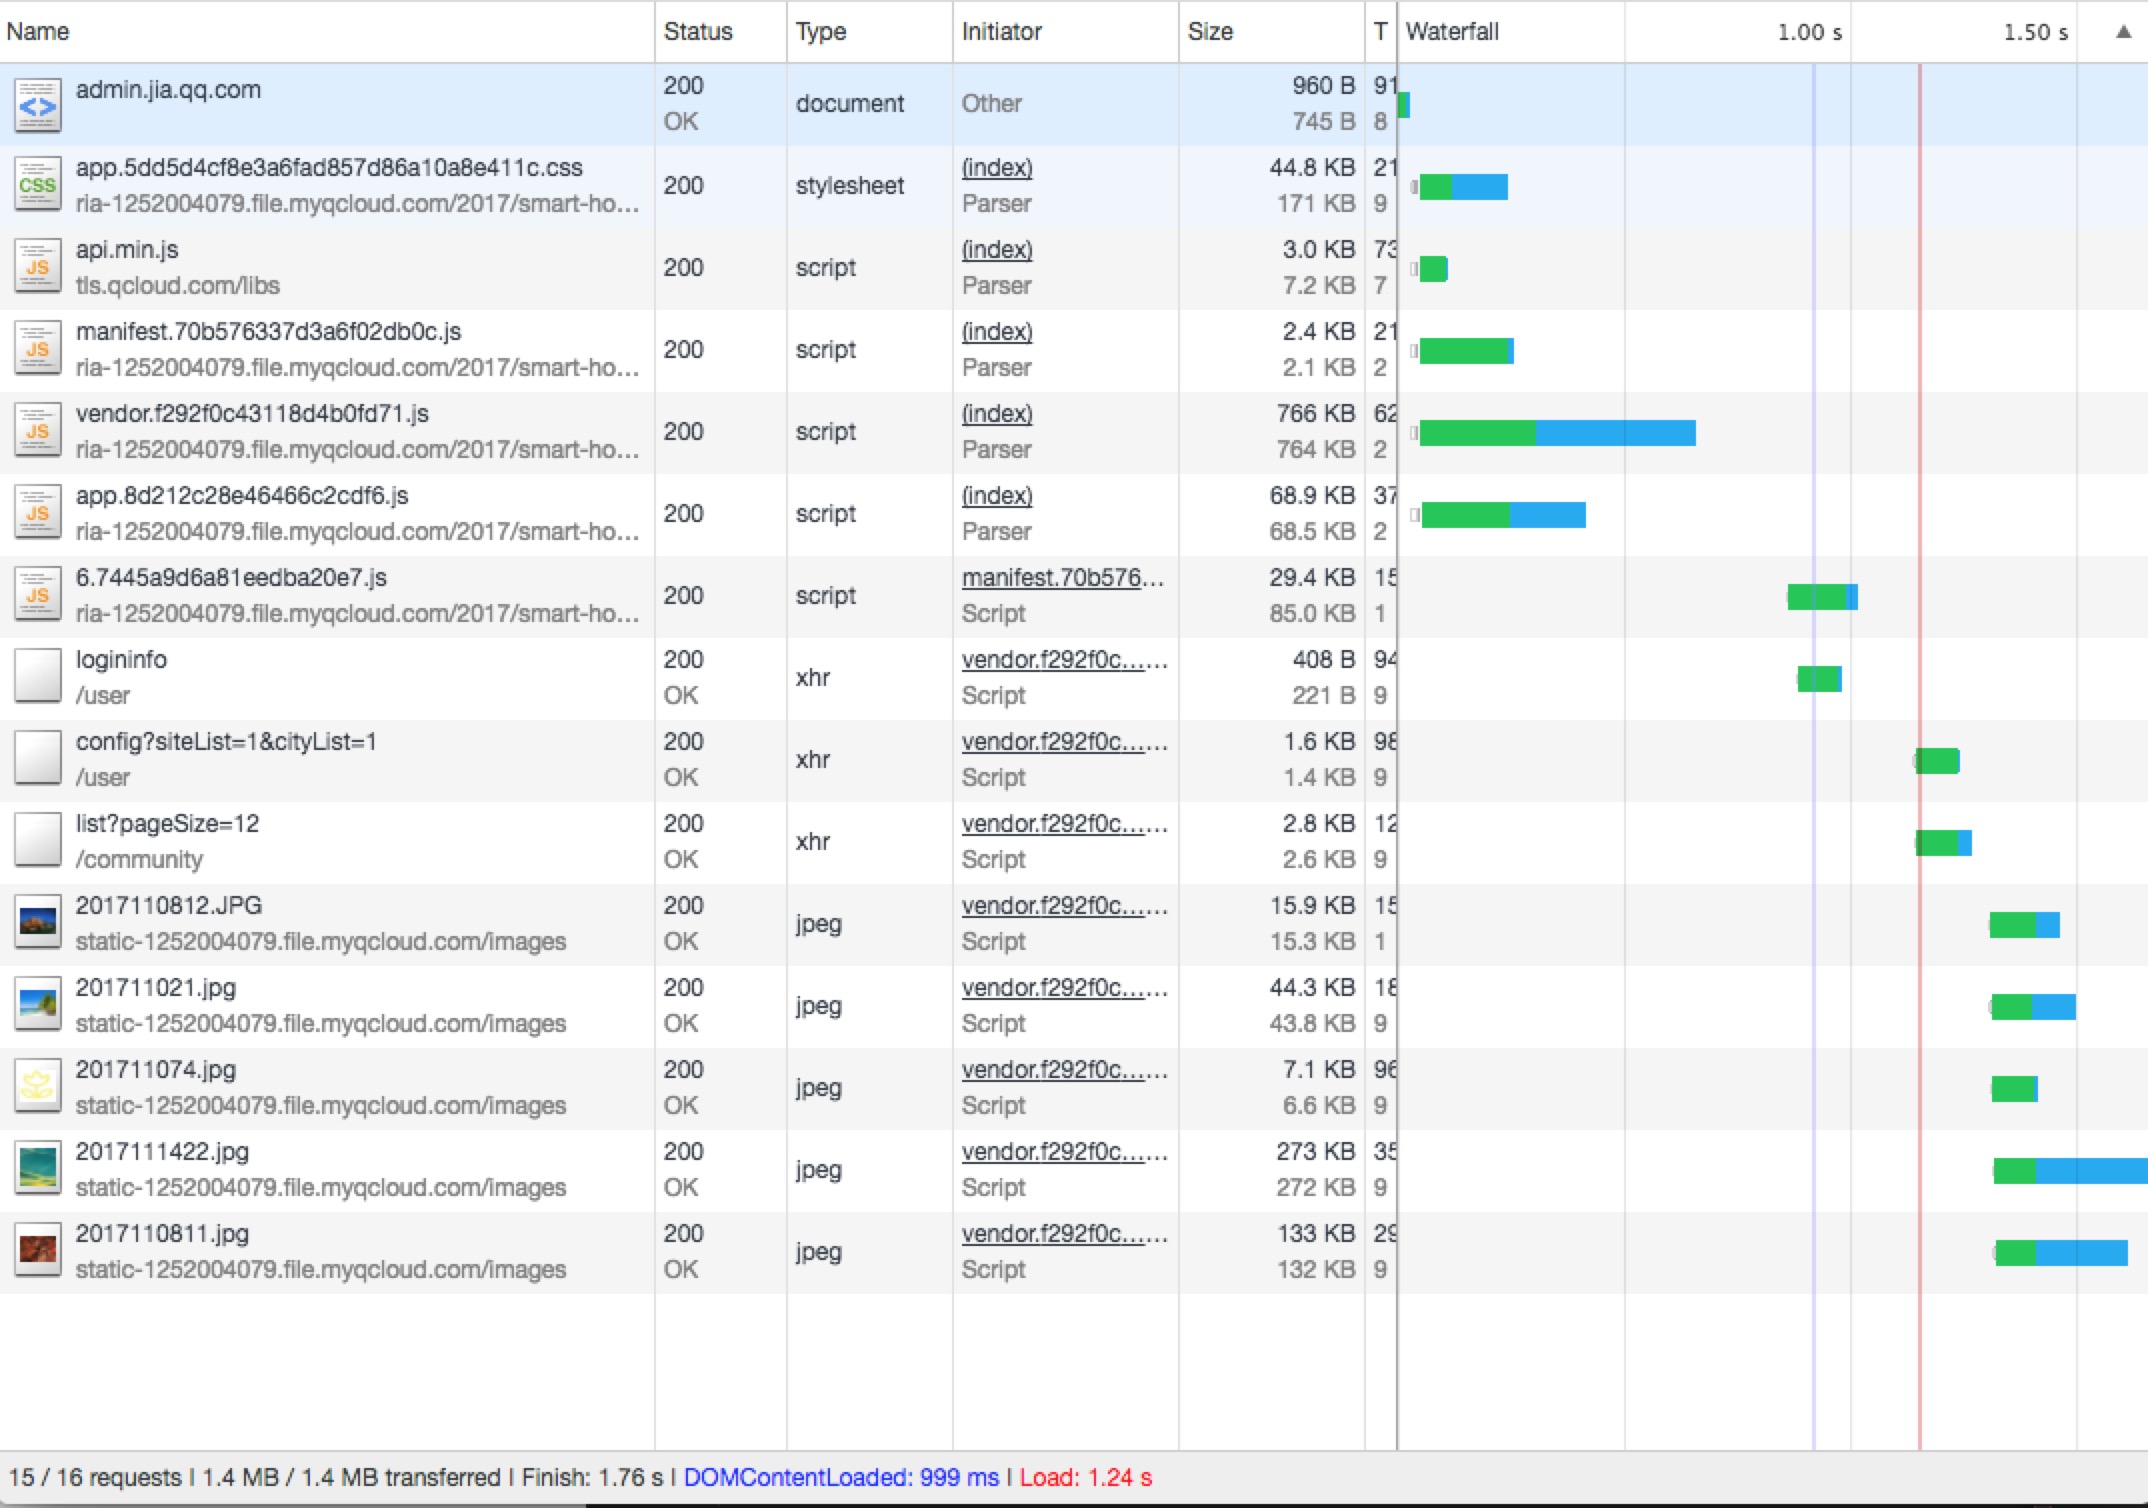 Name Status Type Initiator Size T Waterfall 1.00 s 1.50 s ▲
admin.jia.qq.com 200 document Other 960 B 91
OK 745 B 8
app.5dd5d4cf8e3a6fad857d86a10a8e411c.css 200 stylesheet (index) 44.8 KB 21
CSS ria-1252004079.file.myqcloud.com/2017/smart-ho... Parser 171 KB 9
api.min.js 200 script (index) 3.0 KB 73
JS tls.qcloud.com/libs Parser 7.2 KB 7
manifest.70b576337d3a6f02db0c.js 200 script (index) 2.4 KB 21
JS ria-1252004079.file.myqcloud.com/2017/smart-ho... Parser 2.1 KB 2
vendor.f292f0c43118d4b0fd71.js 200 script (index) 766 KB 62
JS ria-1252004079.file.myqcloud.com/2017/smart-ho... Parser 764 KB 2
app.8d212c28e46466c2cdf6.js 200 script (index) 68.9 KB 37
JS ria-1252004079.file.myqcloud.com/2017/smart-ho... Parser 68.5 KB 2
6.7445a9d6a81eedba20e7.js 200 script manifest.70b576... 29.4 KB 15
JS ria-1252004079.file.myqcloud.com/2017/smart-ho... Script 85.0 KB 1
logininfo 200 xhr vendor.f292f0c...... 408 B 94
/user OK Script 221 B 9
config?siteList=1&cityList=1 200 xhr vendor.f292f0c...... 1.6 KB 98
/user OK Script 1.4 KB 9
list?pageSize=12 200 xhr vendor.f292f0c...... 2.8 KB 12
/community OK Script 2.6 KB 9
2017110812.JPG 200 jpeg vendor.f292f0c...... 15.9 KB 15
static-1252004079.file.myqcloud.com/images OK Script 15.3 KB 1
201711021.jpg 200 jpeg vendor.f292f0c...... 44.3 KB 18
static-1252004079.file.myqcloud.com/images OK Script 43.8 KB 9
201711074.jpg 200 jpeg vendor.f292f0c...... 7.1 KB 96
static-1252004079.file.myqcloud.com/images OK Script 6.6 KB 9
2017111422.jpg 200 jpeg vendor.f292f0c...... 273 KB 35
static-1252004079.file.myqcloud.com/images OK Script 272 KB 9
2017110811.jpg 200 jpeg vendor.f292f0c...... 133 KB 29
static-1252004079.file.myqcloud.com/images OK Script 132 KB 9
15 / 16 requests | 1.4 MB / 1.4 MB transferred | Finish: 1.76 s | DOMContentLoaded: 999 ms | Load: 1.24 s